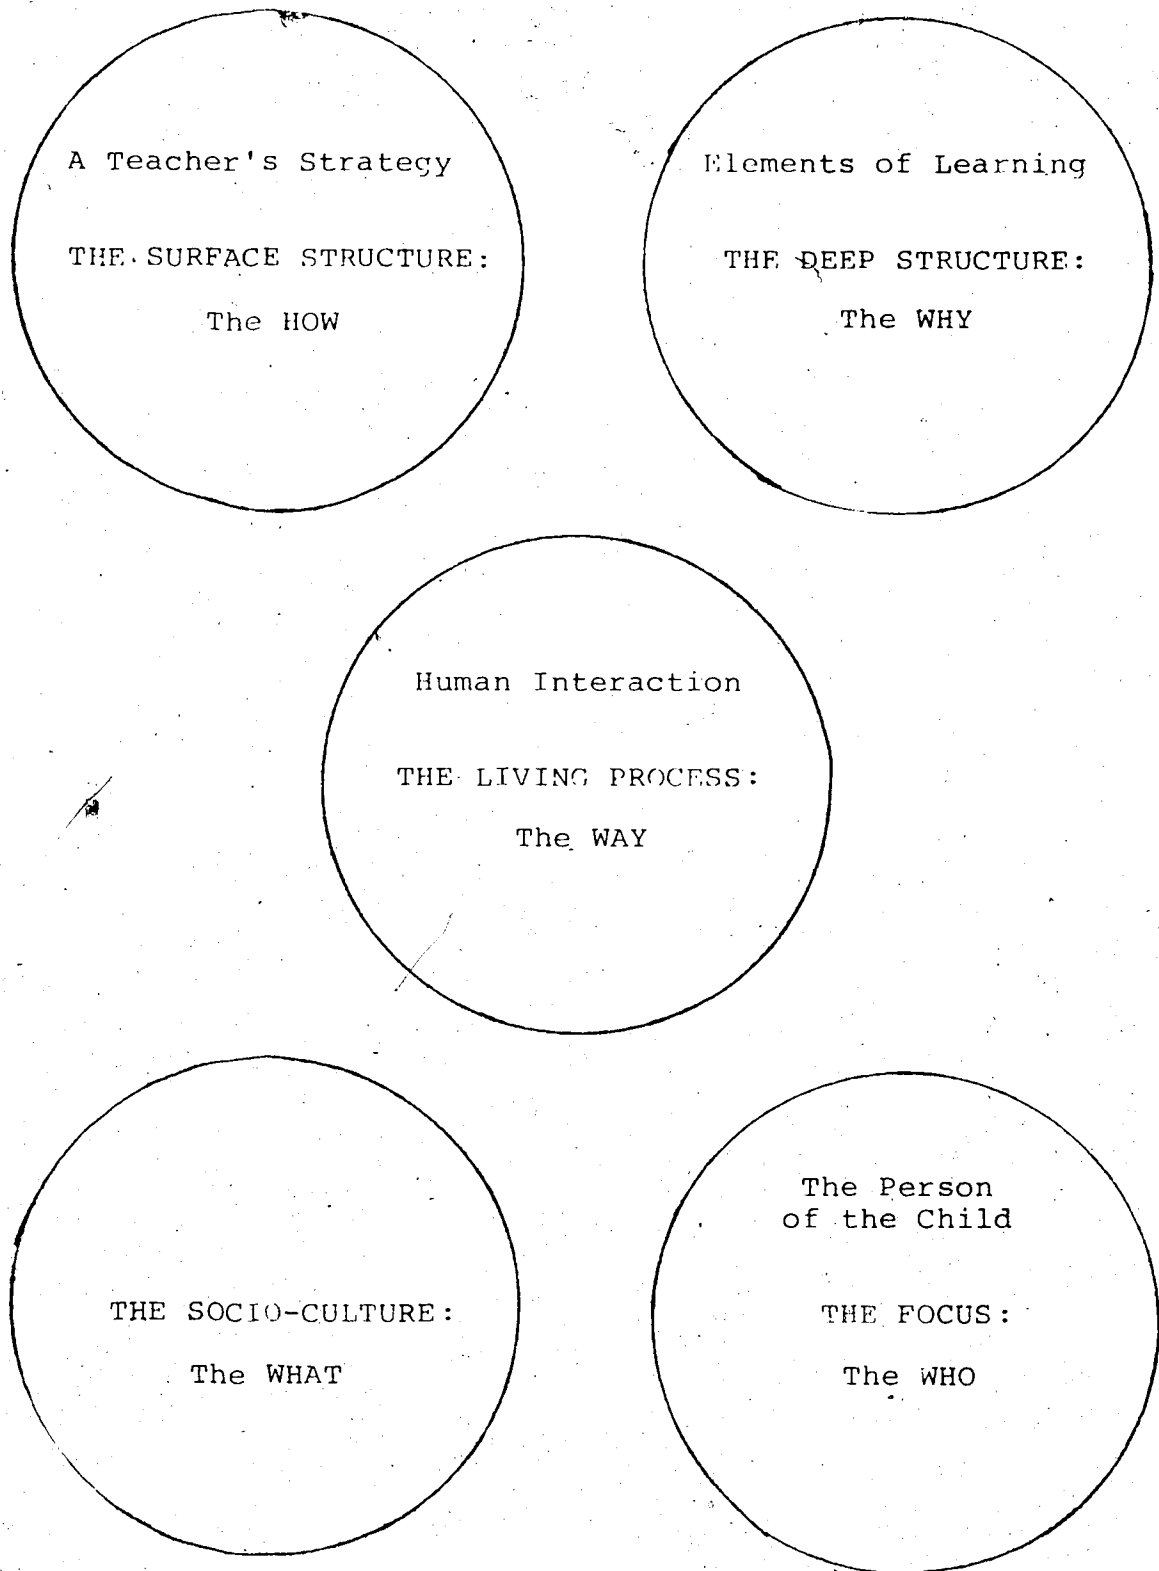 A Teacher's Strategy
THE SURFACE STRUCTURE:
The HOW
Elements of Learning
THE DEEP STRUCTURE:
The WHY
Human Interaction
THE LIVING PROCESS:
The WAY
THE SOCIO-CULTURE:
The WHAT
The Person
of the Child
THE FOCUS:
The WHO